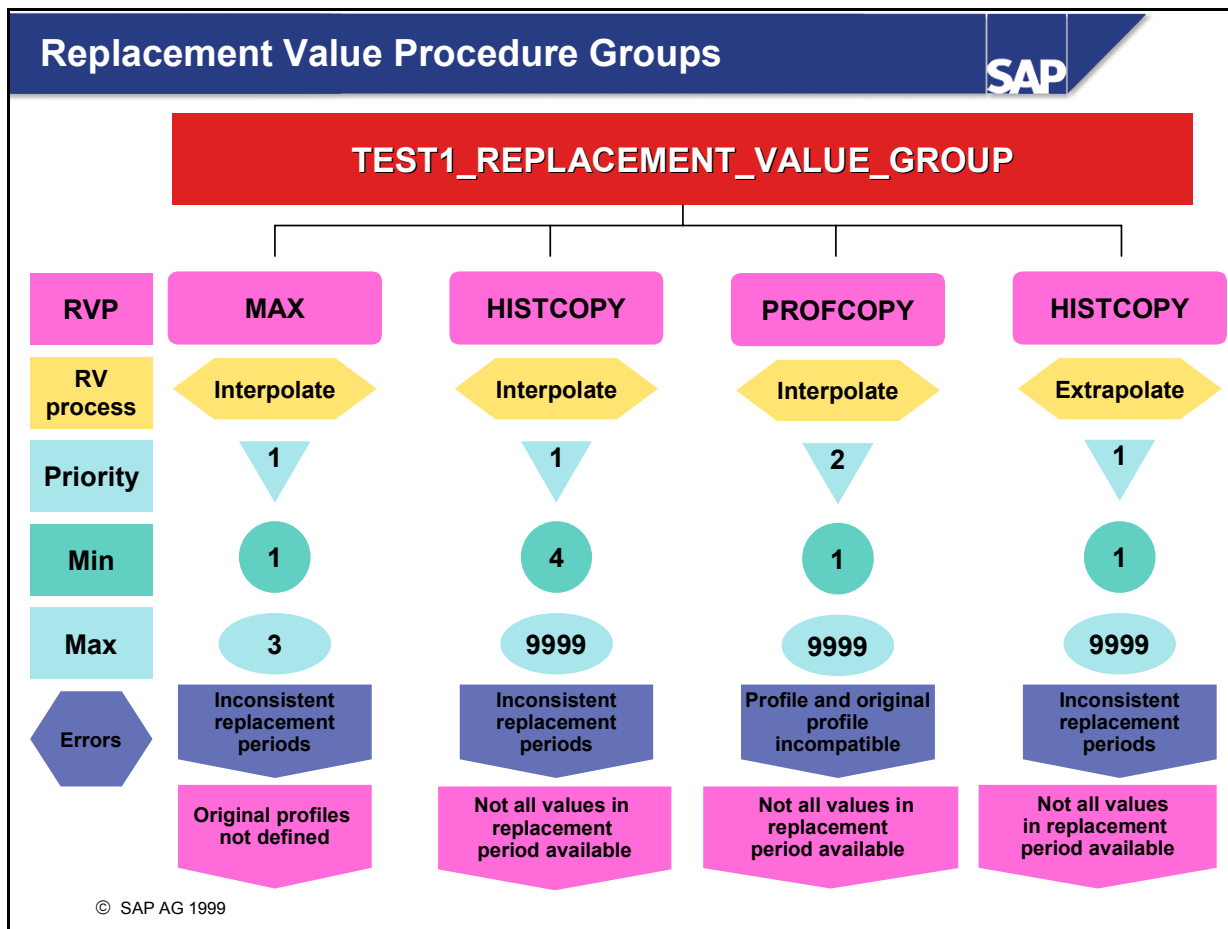 Replacement Value Procedure Groups
SAP
TEST1_REPLACEMENT_VALUE_GROUP
RVP
MAX
HISTCOPY
PROFCOPY
HISTCOPY
RV
process
Interpolate
Interpolate
Interpolate
Extrapolate
Priority
1
1
2
1
Min
1
4
1
1
Max
3
9999
9999
9999
Errors
Inconsistent
replacement
periods
Inconsistent
replacement
periods
Profile and original
profile
incompatible
Inconsistent
replacement
periods
Original profiles
not defined
Not all values in
replacement
period available
Not all values in
replacement
period available
Not all values
in replacement
period available
© SAP AG 1999